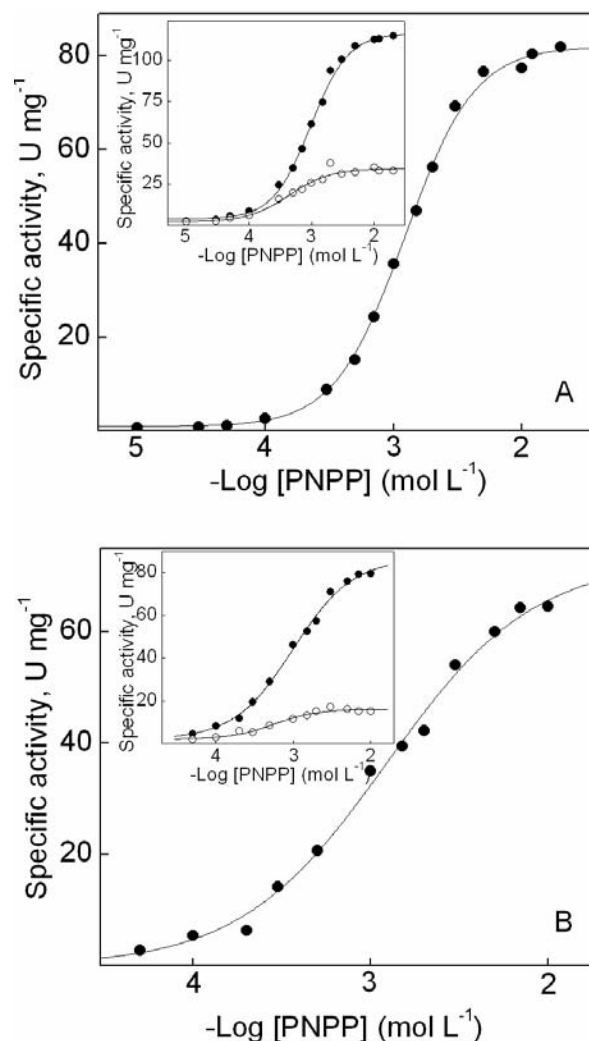 80
60
40
20
Specific activity, U mg-1
100
75
50
25
Specific activity, U mg-1
5 4 3 2
-Log [PNPP] (mol L-1)
A
5 4 3 2
-Log [PNPP] (mol L-1)
60
40
20
Specific activity, U mg-1
80
60
40
20
Specific activity, U mg-1
4 3 2
-Log [PNPP] (mol L-1)
B
4 3 2
-Log [PNPP] (mol L-1)